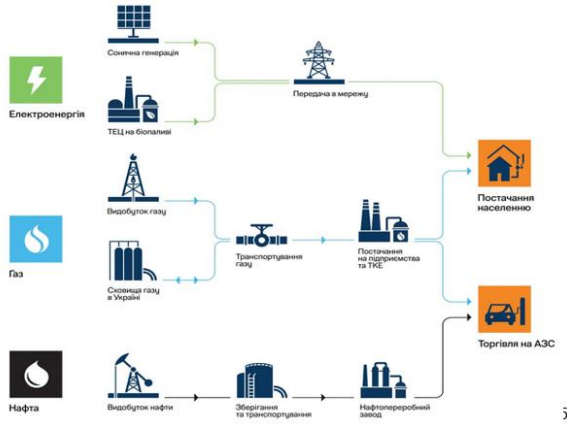 Сонячна генерація
Передача в мережу
Електроенергія
ТЕЦ на біопаливі
Постачання
населенню
Видобуток газу
Транспортування
газу
Постачання
на підприємства
та ТКЕ
Газ
Сховища газу
в Україні
Торгівля на АЗС
Нафта
Видобуток нафти
Зберігання
та транспортування
Нафтопереробний
завод